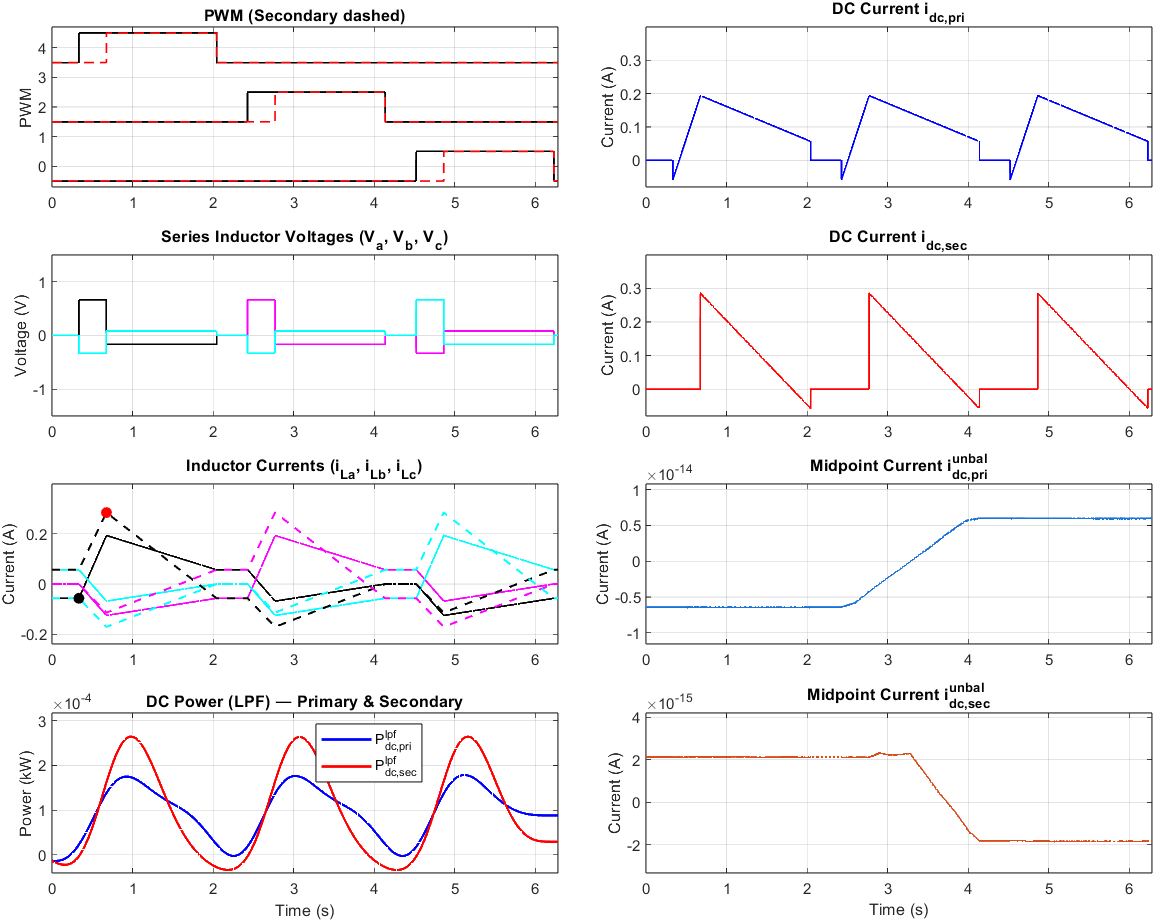 PWM (Secondary dashed)
PWM
4
3
2
1
0
0 1 2 3 4 5 6
DC Current i_dc,pri
Current (A)
0.3
0.2
0.1
0
0 1 2 3 4 5 6
Series Inductor Voltages (V_a, V_b, V_c)
Voltage (V)
1
0
-1
0 1 2 3 4 5 6
DC Current i_dc,sec
Current (A)
0.3
0.2
0.1
0
0 1 2 3 4 5 6
Inductor Currents (i_La, i_Lb, i_Lc)
Current (A)
0.2
0
-0.2
0 1 2 3 4 5 6
Midpoint Current i^unbal_dc,pri
×10^-14
Current (A)
1
0.5
0
-0.5
-1
0 1 2 3 4 5 6
DC Power (LPF) — Primary & Secondary
×10^-4
Power (kW)
3
2
1
0
P^lpf_dc,pri
P^lpf_dc,sec
0 1 2 3 4 5 6
Time (s)
Midpoint Current i^unbal_dc,sec
×10^-15
Current (A)
4
2
0
-2
0 1 2 3 4 5 6
Time (s)